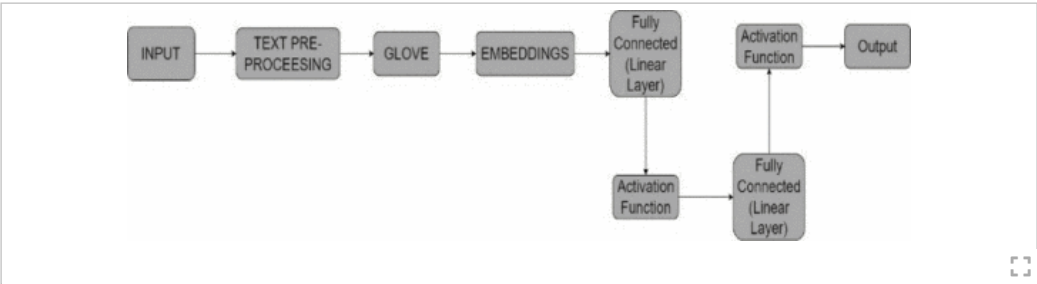 INPUT
TEXT PRE-
PROCEESING
GLOVE
EMBEDDINGS
Fully
Connected
(Linear
Layer)
Activation
Function
Fully
Connected
(Linear
Layer)
Activation
Function
Output